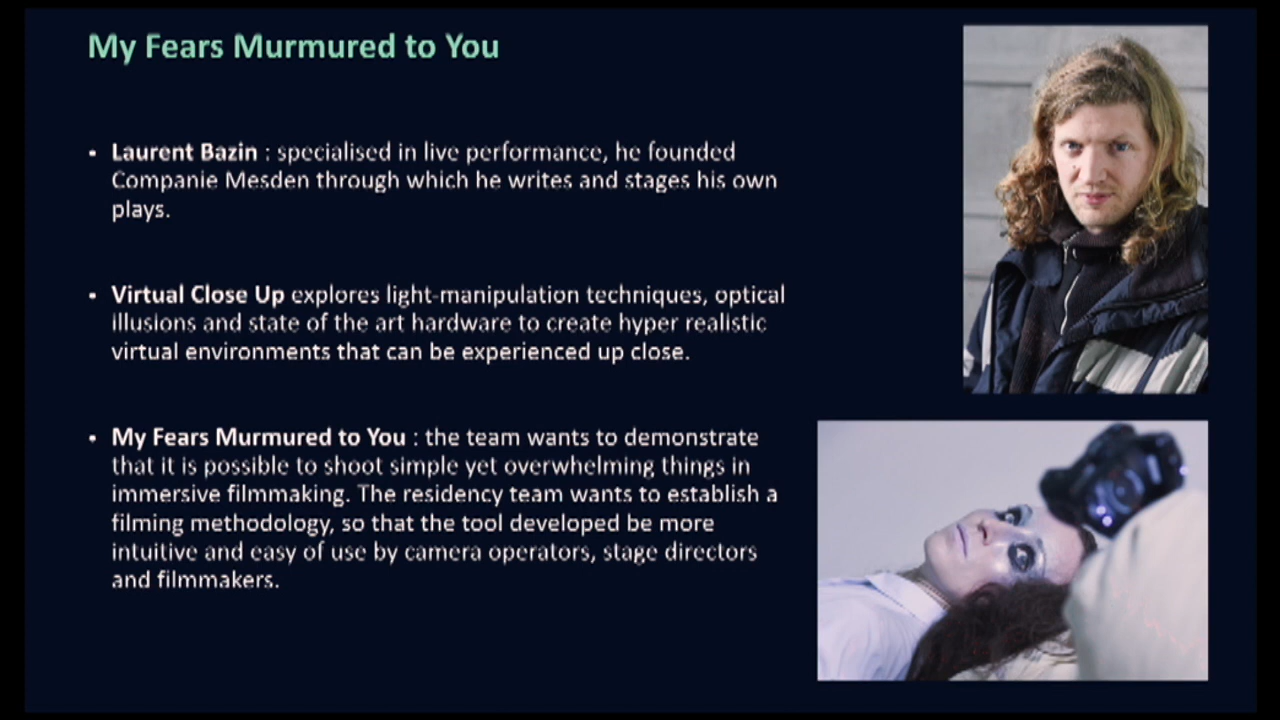 My Fears Murmured to You
• Laurent Bazin : specialised in live performance, he founded
Companie Mesden through which he writes and stages his own
plays.
• Virtual Close Up explores light-manipulation techniques, optical
illusions and state of the art hardware to create hyper realistic
virtual environments that can be experienced up close.
• My Fears Murmured to You : the team wants to demonstrate
that it is possible to shoot simple yet overwhelming things in
immersive filmmaking. The residency team wants to establish a
filming methodology, so that the tool developed be more
intuitive and easy of use by camera operators, stage directors
and filmmakers.